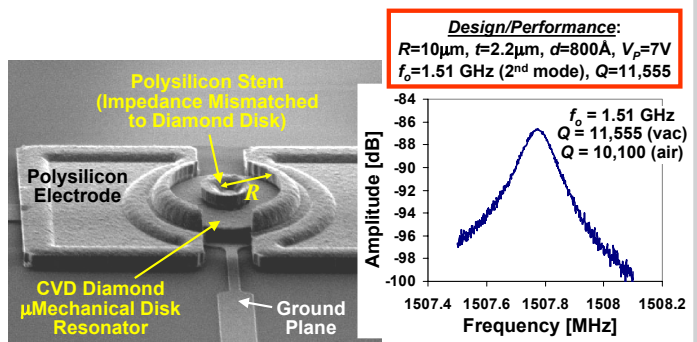 Design/Performance:
R=10μm, t=2.2μm, d=800Å, VP=7V
fo=1.51 GHz (2nd mode), Q=11,555
Polysilicon Stem
(Impedance Mismatched
to Diamond Disk)
Polysilicon
Electrode
R
CVD Diamond
μMechanical Disk
Resonator
Ground
Plane
fo = 1.51 GHz
Q = 11,555 (vac)
Q = 10,100 (air)
Amplitude [dB]
-84
-86
-88
-90
-92
-94
-96
-98
-100
1507.4 1507.6 1507.8 1508 1508.2
Frequency [MHz]